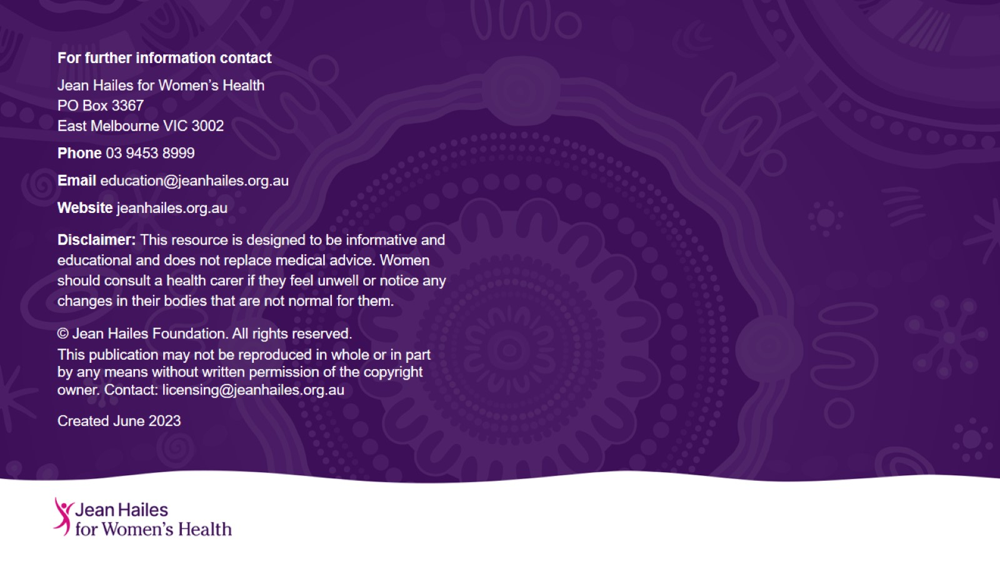 For further information contact
Jean Hailes for Women’s Health
PO Box 3367
East Melbourne VIC 3002
Phone 03 9453 8999
Email education@jeanhailes.org.au
Website jeanhailes.org.au
Disclaimer: This resource is designed to be informative and
educational and does not replace medical advice. Women
should consult a health carer if they feel unwell or notice any
changes in their bodies that are not normal for them.
© Jean Hailes Foundation. All rights reserved.
This publication may not be reproduced in whole or in part
by any means without written permission of the copyright
owner. Contact: licensing@jeanhailes.org.au
Created June 2023
Jean Hailes
for Women’s Health